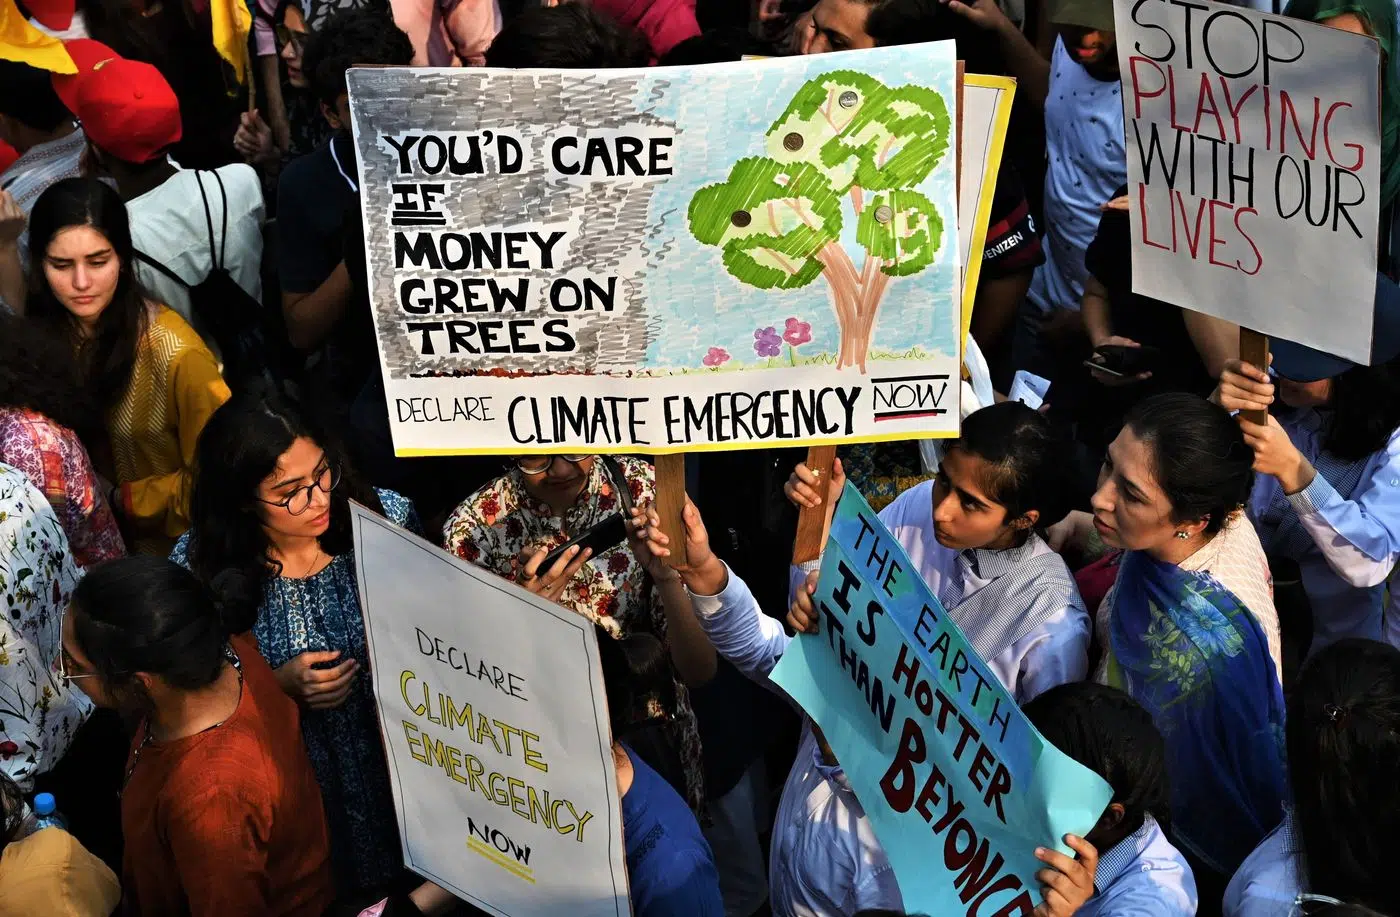 YOU'D CARE
IF
MONEY
GREW ON
TREES
DECLARE CLIMATE EMERGENCY NOW
STOP
PLAYING
WITH OUR
LIVES
DECLARE
CLIMATE
EMERGENCY
NOW
THE EARTH
IS HOTTER
THAN BEYONCE
DENIZEN